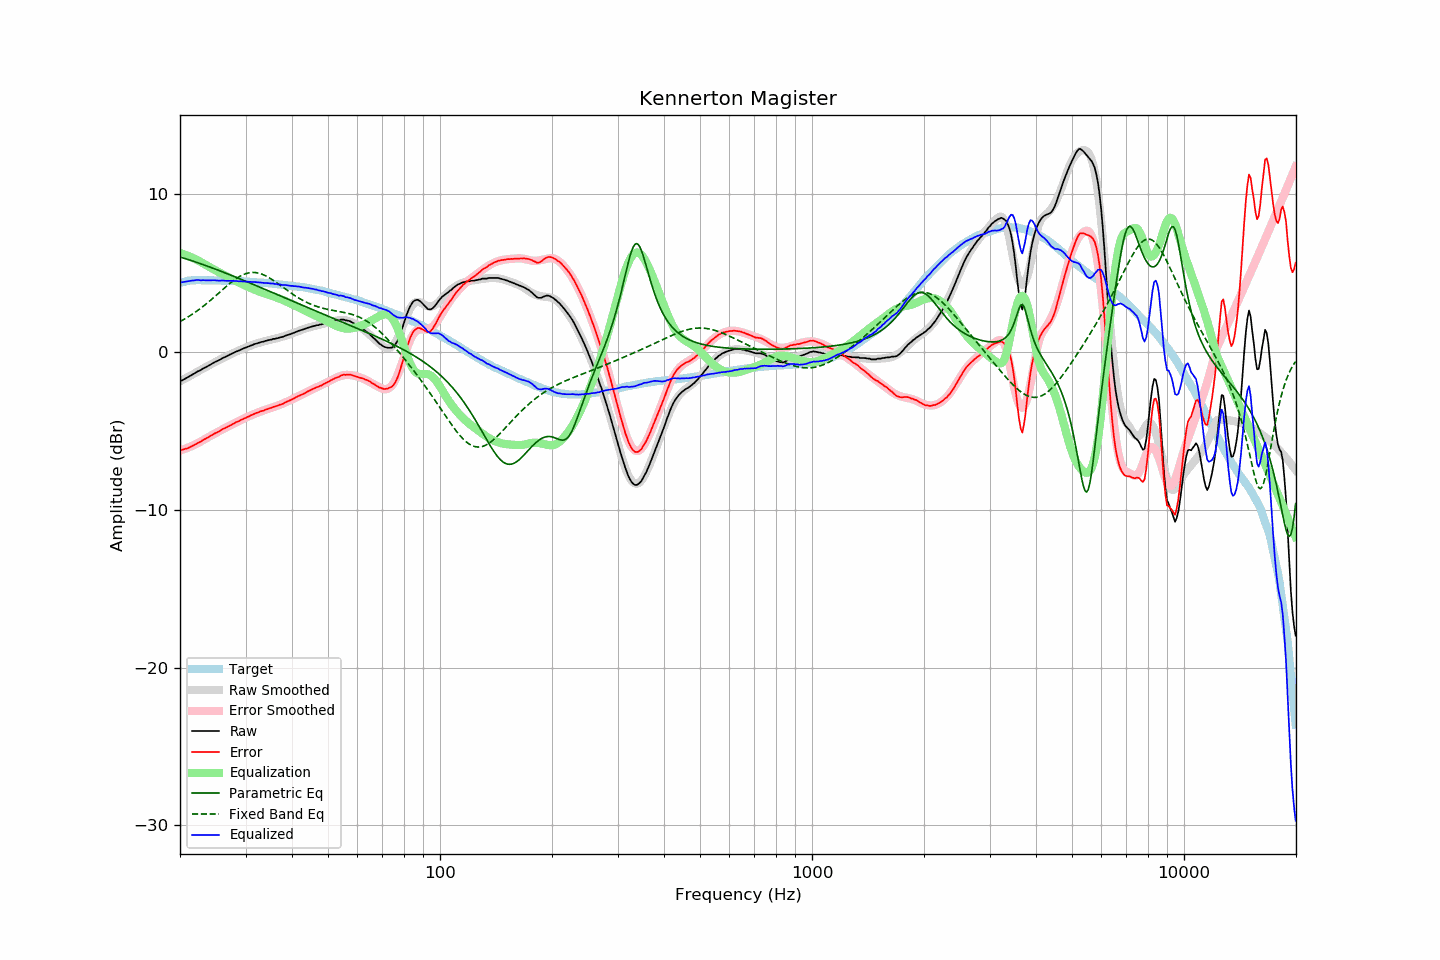 Kennerton Magister
10
0
−10
−20
−30
Amplitude (dBr)
Target
Raw Smoothed
Error Smoothed
Raw
Error
Equalization
Parametric Eq
Fixed Band Eq
Equalized
100
1000
10000
Frequency (Hz)